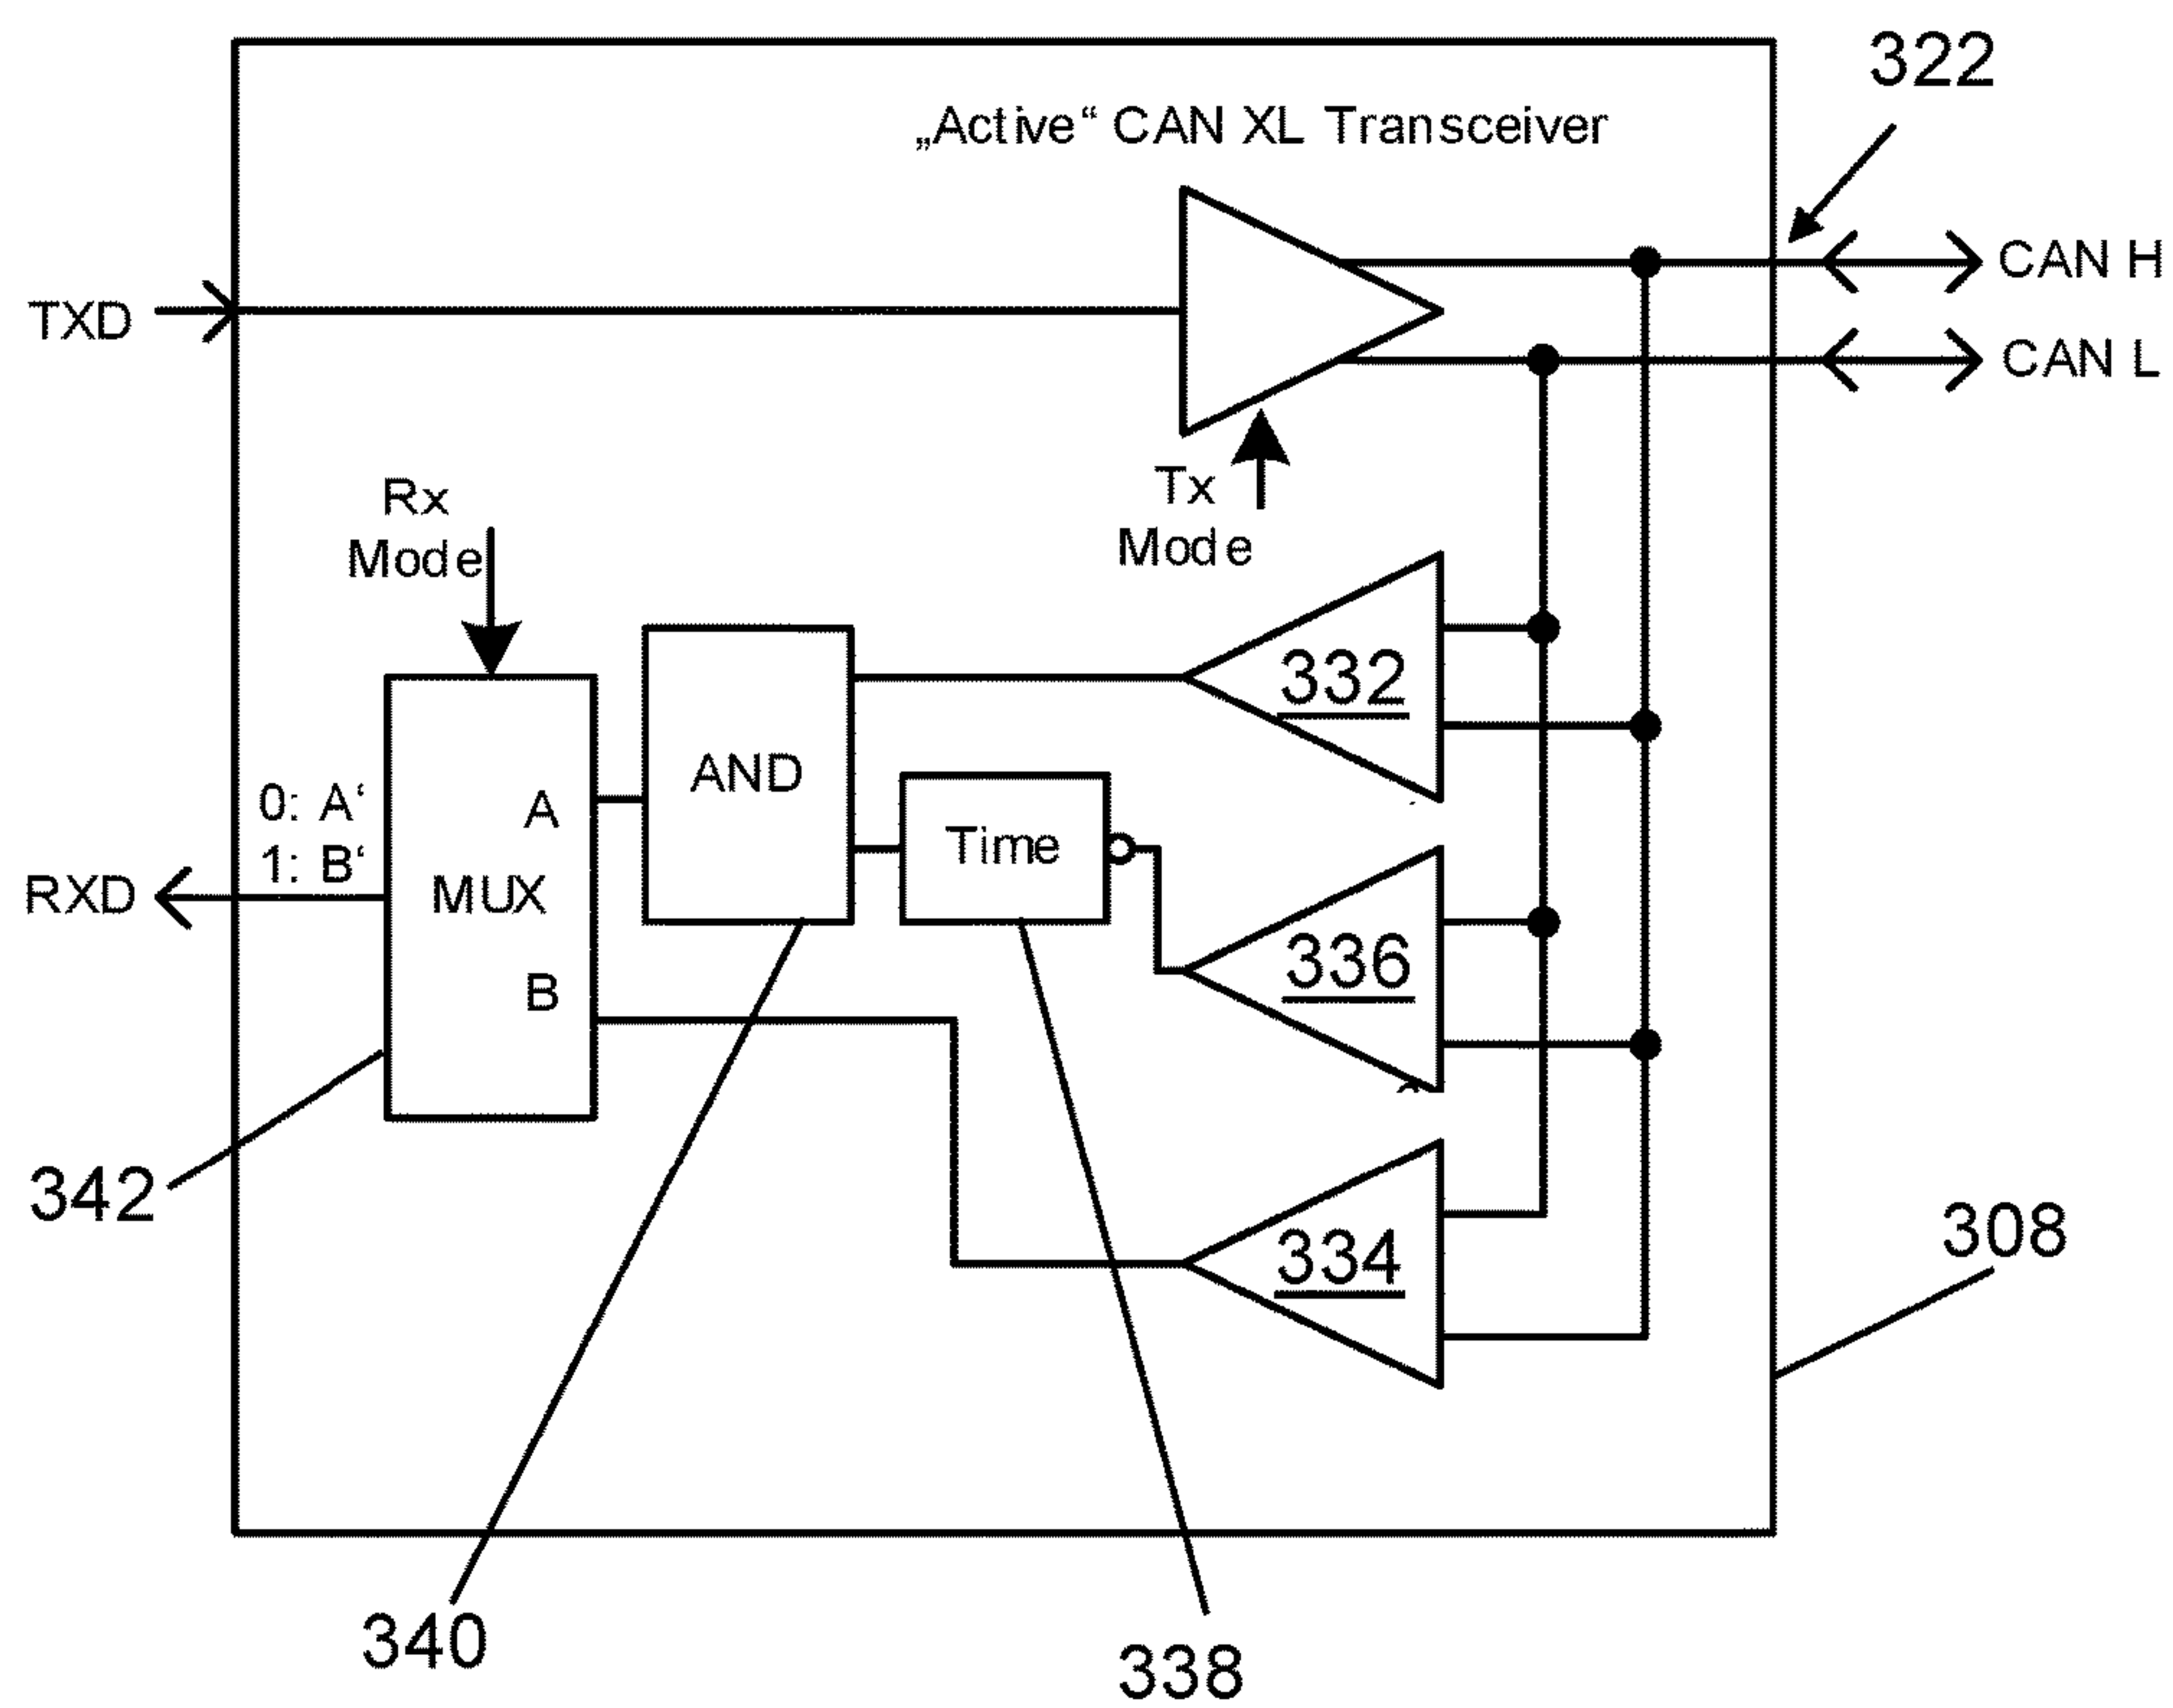 322
„Active“ CAN XL Transceiver
CAN H
TXD
CAN L
Rx
Mode
Tx
Mode
332
AND
0: A‘
1: B‘
A
Time
RXD
MUX
336
B
342
334
308
340
338